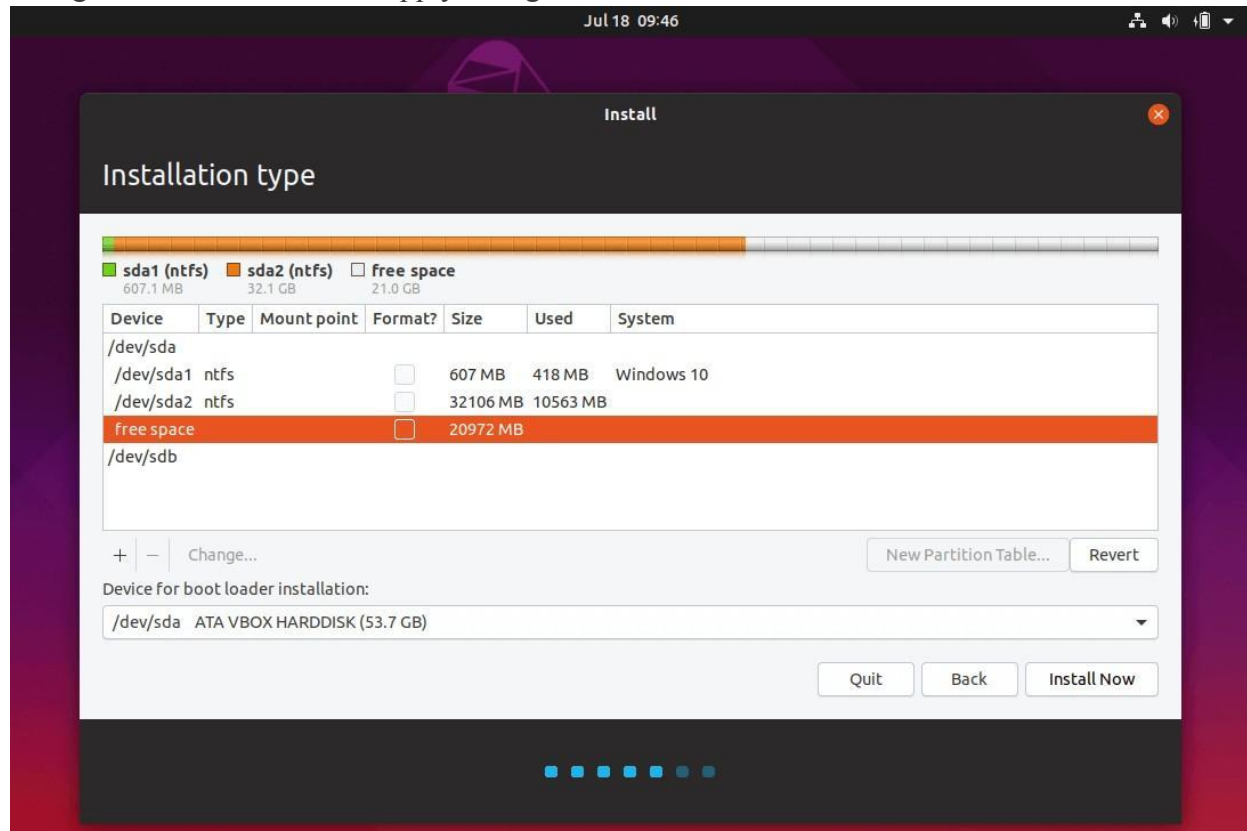 Jul 18 09:46
Install
Installation type
sda1 (ntfs) sda2 (ntfs) free space
607.1 MB 32.1 GB 21.0 GB
Device Type Mount point Format? Size Used System
/dev/sda
/dev/sda1 ntfs 607 MB 418 MB Windows 10
/dev/sda2 ntfs 32106 MB 10563 MB
free space 20972 MB
/dev/sdb
+ − Change... New Partition Table... Revert
Device for boot loader installation:
/dev/sda ATA VBOX HARDDISK (53.7 GB)
Quit Back Install Now